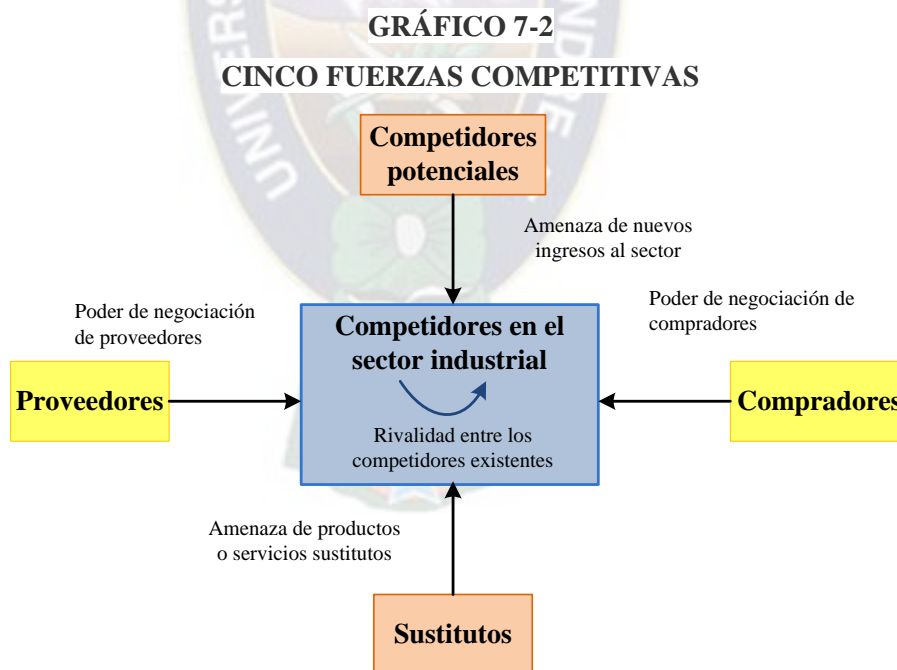 GRÁFICO 7-2
CINCO FUERZAS COMPETITIVAS
Competidores
potenciales
Amenaza de nuevos
ingresos al sector
Poder de negociación
de proveedores
Competidores en el
sector industrial
Poder de negociación de
compradores
Proveedores
Compradores
Rivalidad entre los
competidores existentes
Amenaza de productos
o servicios sustitutos
Sustitutos
UNIVERS
NDRÉ